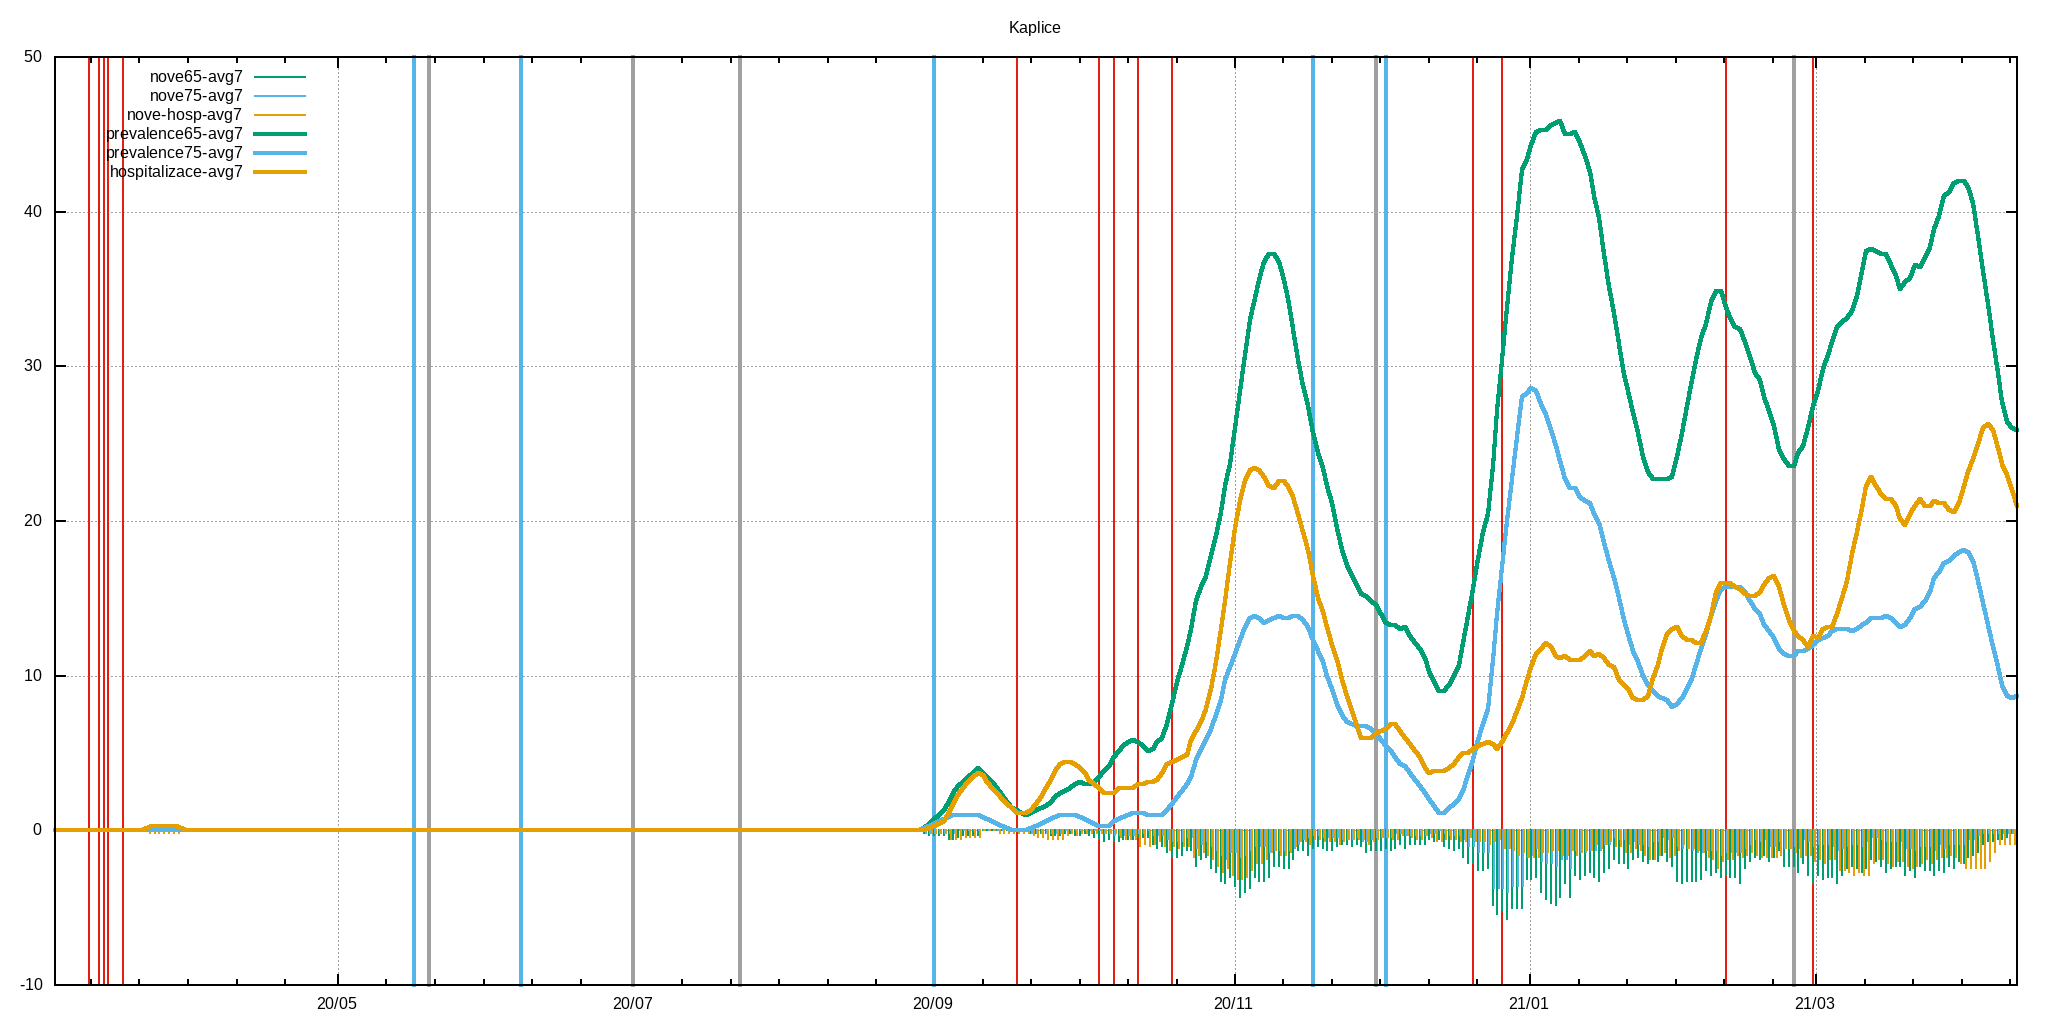 Kaplice
50
nove65-avg7
nove75-avg7
nove-hosp-avg7
prevalence65-avg7
prevalence75-avg7
hospitalizace-avg7
40
30
20
10
0
-10
20/05 20/07 20/09 20/11 21/01 21/03